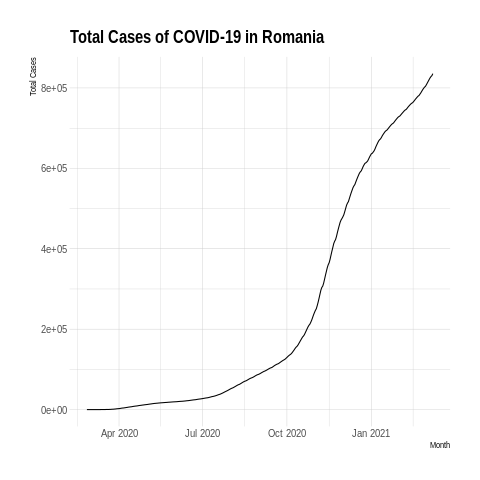 Total Cases of COVID-19 in Romania
Total Cases
8e+05
6e+05
4e+05
2e+05
0e+00
Apr 2020
Jul 2020
Oct 2020
Jan 2021
Month